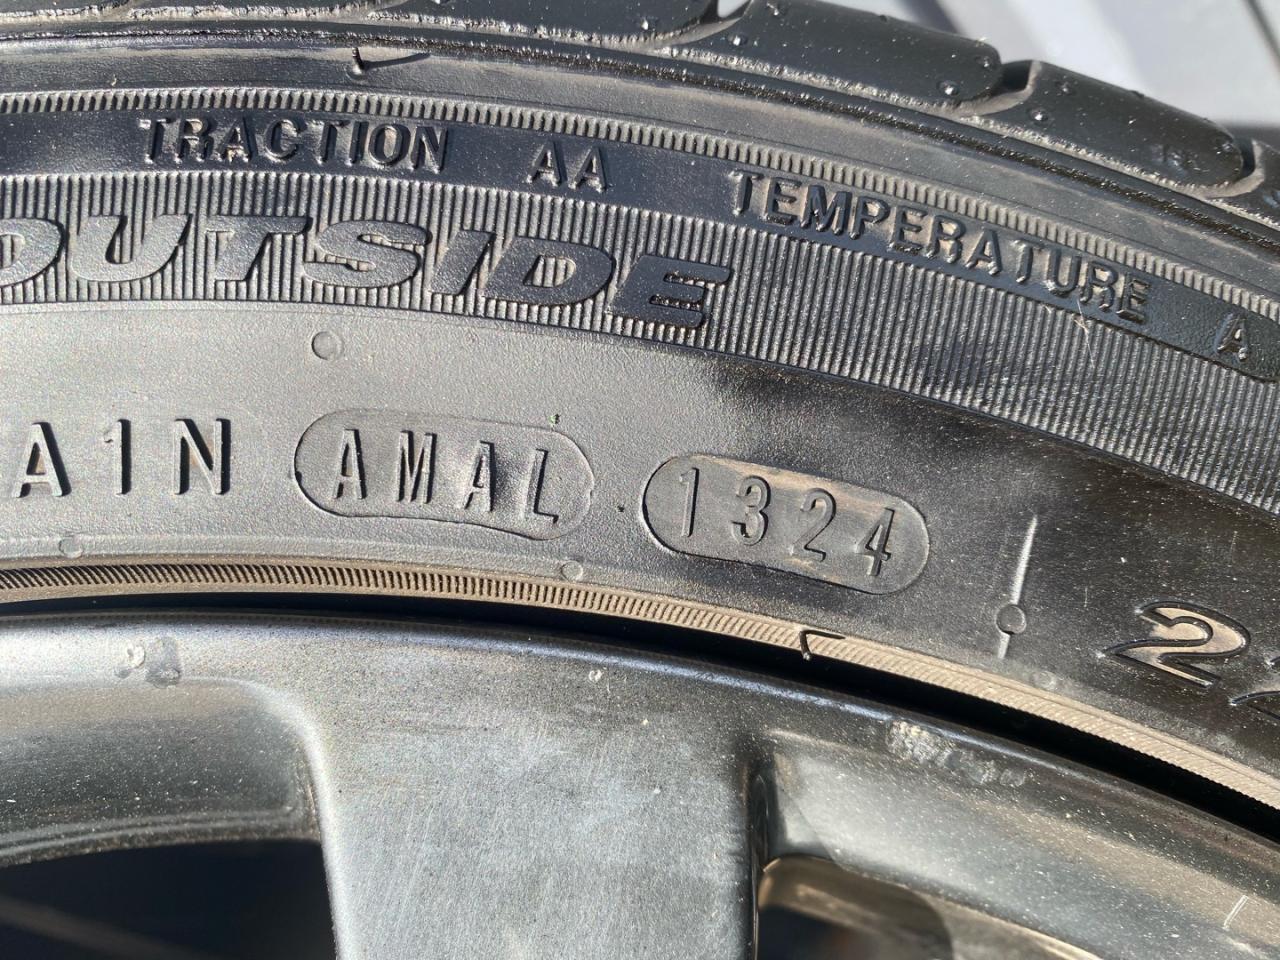 TRACTION AA TEMPERATURE A
OUTSIDE
A1N AMAL 1324